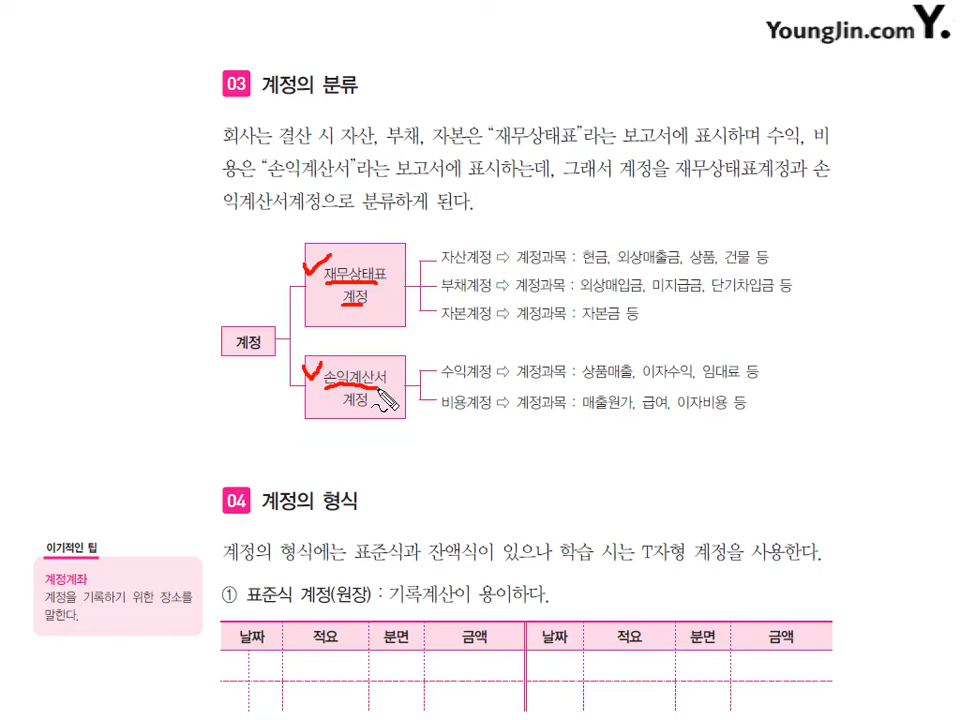 YoungJin.com Y.
03 계정의 분류
회사는 결산 시 자산, 부채, 자본은 “재무상태표”라는 보고서에 표시하며 수익, 비
용은 “손익계산서”라는 보고서에 표시하는데, 그래서 계정을 재무상태표계정과 손
익계산서계정으로 분류하게 된다.
계정
재무상태표
계정
자산계정 ⇨ 계정과목 : 현금, 외상매출금, 상품, 건물 등
부채계정 ⇨ 계정과목 : 외상매입금, 미지급금, 단기차입금 등
자본계정 ⇨ 계정과목 : 자본금 등
손익계산서
계정
수익계정 ⇨ 계정과목 : 상품매출, 이자수익, 임대료 등
비용계정 ⇨ 계정과목 : 매출원가, 급여, 이자비용 등
04 계정의 형식
이기적인 팁
계정계좌
계정을 기록하기 위한 장소를
말한다.
계정의 형식에는 표준식과 잔액식이 있으나 학습 시는 T자형 계정을 사용한다.
① 표준식 계정(원장) : 기록계산이 용이하다.
날짜 적요 분면 금액 날짜 적요 분면 금액